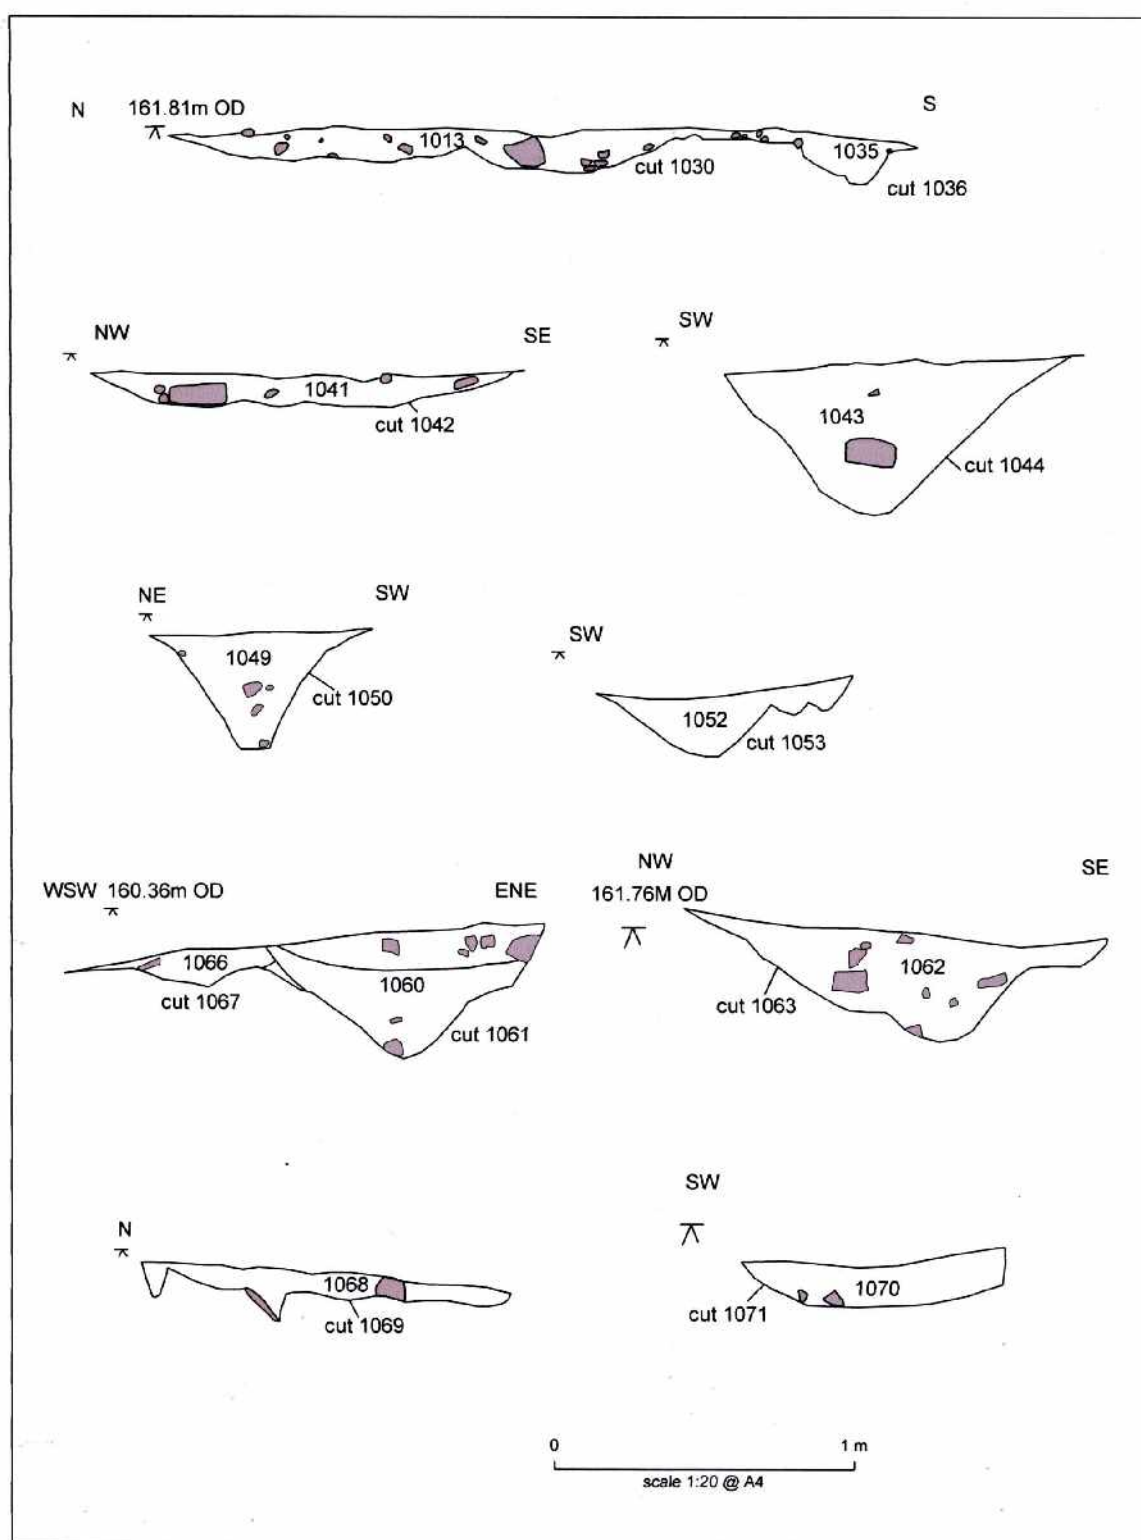 N 161.81m OD S
1013 1035
cut 1030 cut 1036
NW SE
1041
cut 1042
SW
1043
cut 1044
NE SW
1049
cut 1050
SW
1052
cut 1053
WSW 160.36m OD ENE
1066
cut 1067
1060
cut 1061
NW SE
161.76M OD
1062
cut 1063
N
1068
cut 1069
SW
1070
cut 1071
0 1 m
scale 1:20 @ A4